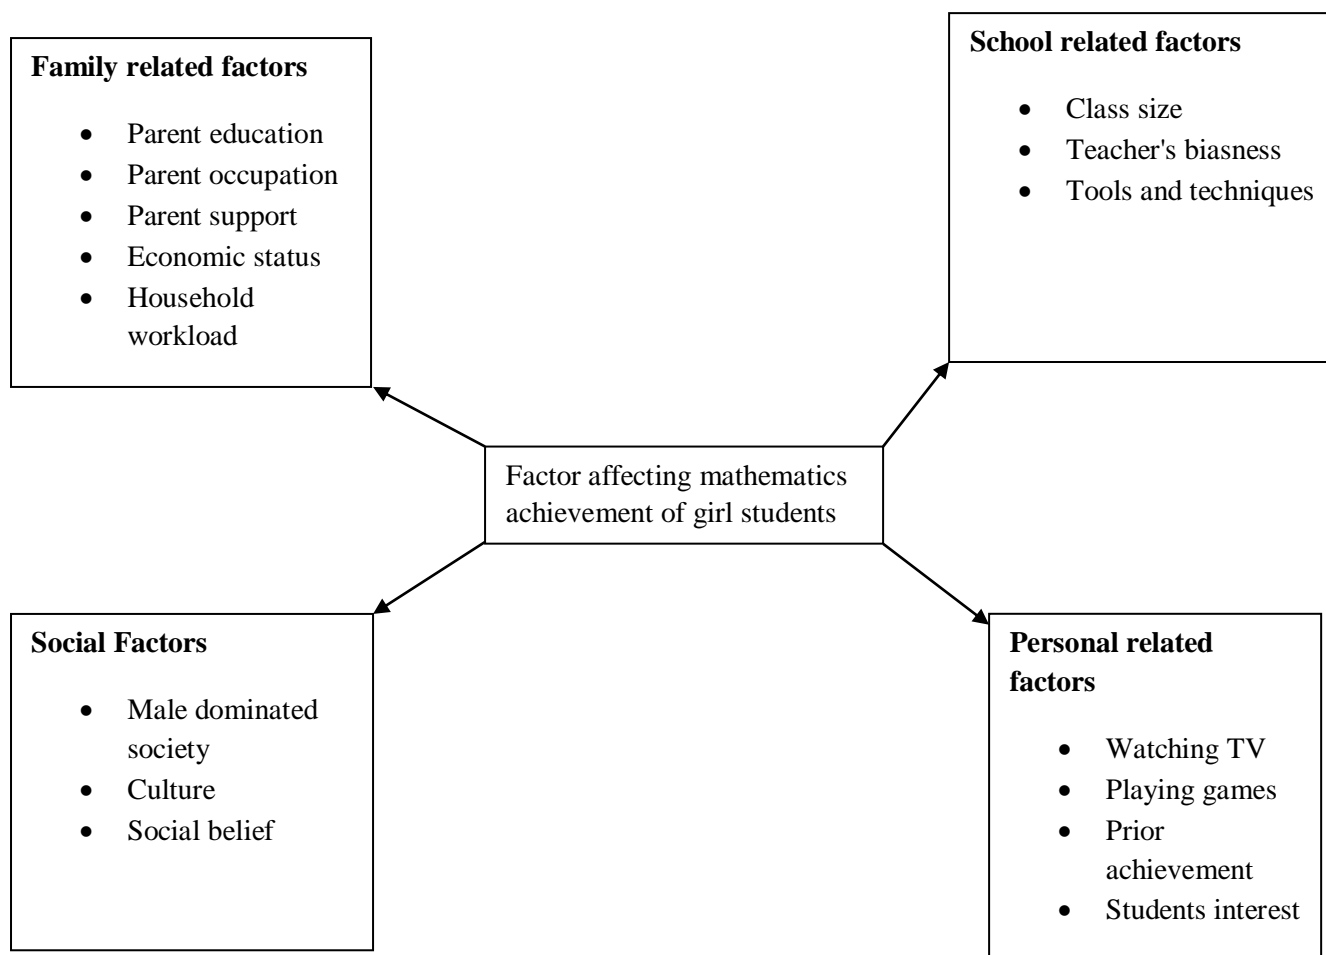 Family related factors
• Parent education
• Parent occupation
• Parent support
• Economic status
• Household
workload
School related factors
• Class size
• Teacher's biasness
• Tools and techniques
Factor affecting mathematics
achievement of girl students
Social Factors
• Male dominated
society
• Culture
• Social belief
Personal related
factors
• Watching TV
• Playing games
• Prior
achievement
• Students interest